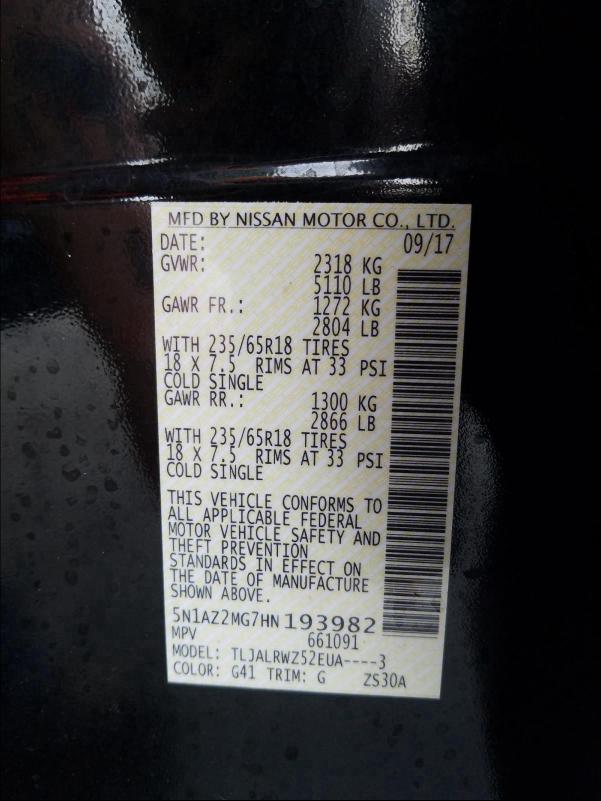 MFD BY NISSAN MOTOR CO., LTD.
DATE: 09/17
GVWR: 2318 KG
5110 LB
GAWR FR.: 1272 KG
2804 LB
WITH 235/65R18 TIRES
18 X 7.5 RIMS AT 33 PSI
COLD SINGLE
GAWR RR.: 1300 KG
2866 LB
WITH 235/65R18 TIRES
18 X 7.5 RIMS AT 33 PSI
COLD SINGLE
THIS VEHICLE CONFORMS TO
ALL APPLICABLE FEDERAL
MOTOR VEHICLE SAFETY AND
THEFT PREVENTION
STANDARDS IN EFFECT ON
THE DATE OF MANUFACTURE
SHOWN ABOVE.
5N1AZ2MG7HN193982
MPV 661091
MODEL: TLJALRWZ52EUA----3
COLOR: G41 TRIM: G ZS30A